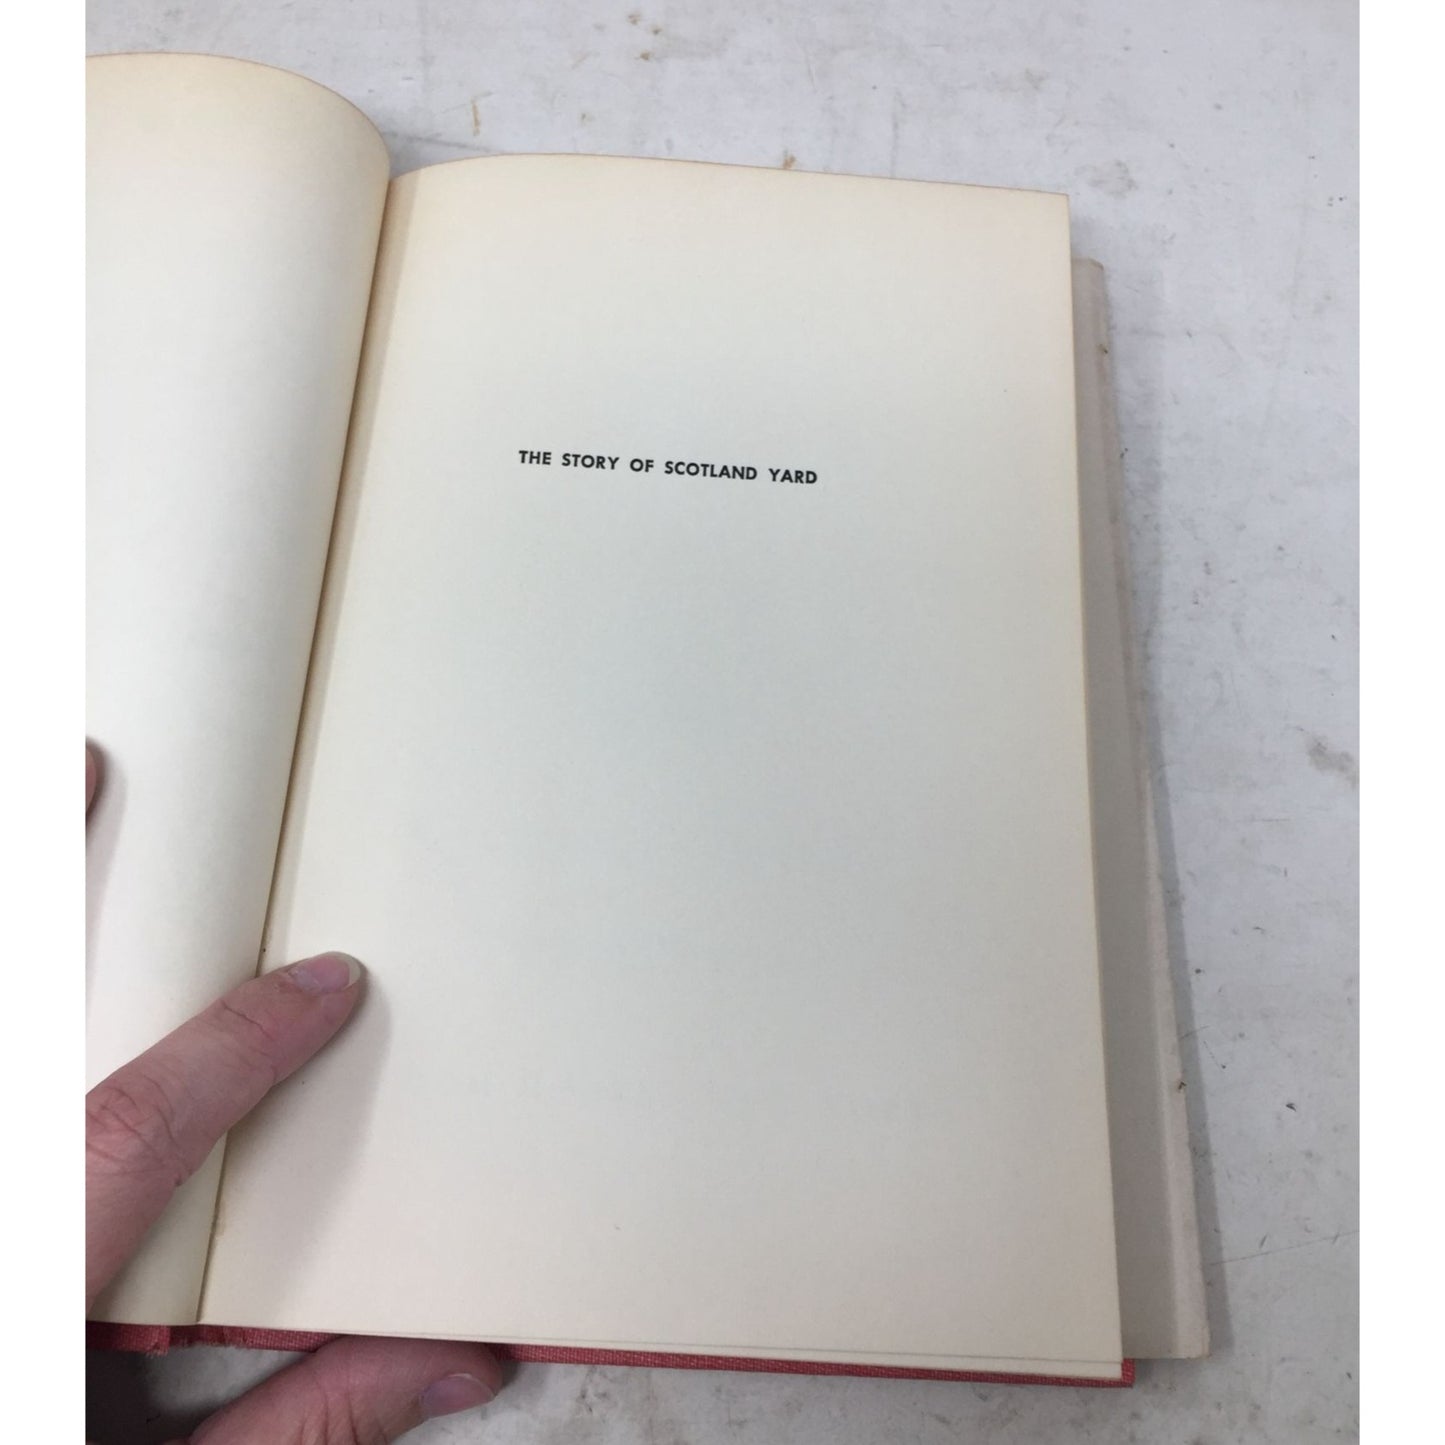 THE STORY OF SCOTLAND YARD